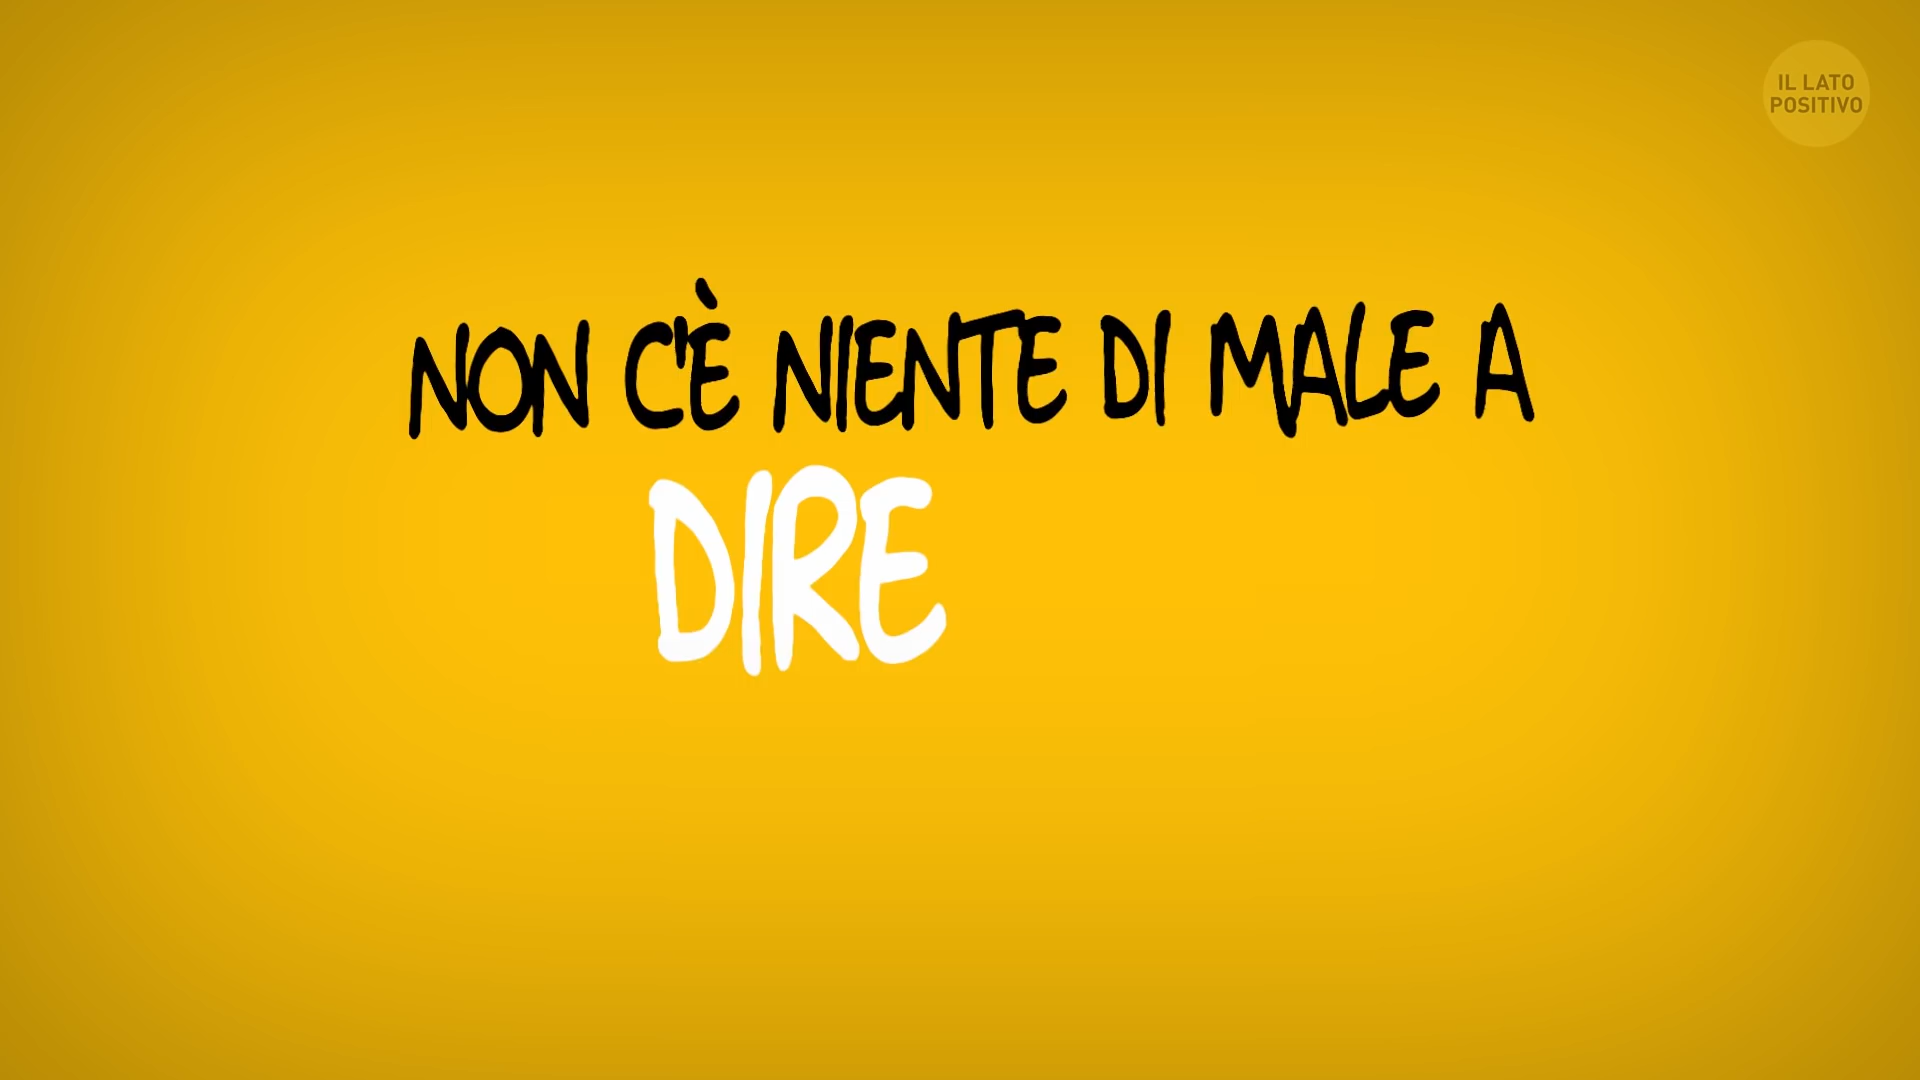 IL LATO
POSITIVO
NON C'È NIENTE DI MALE A
DIRE